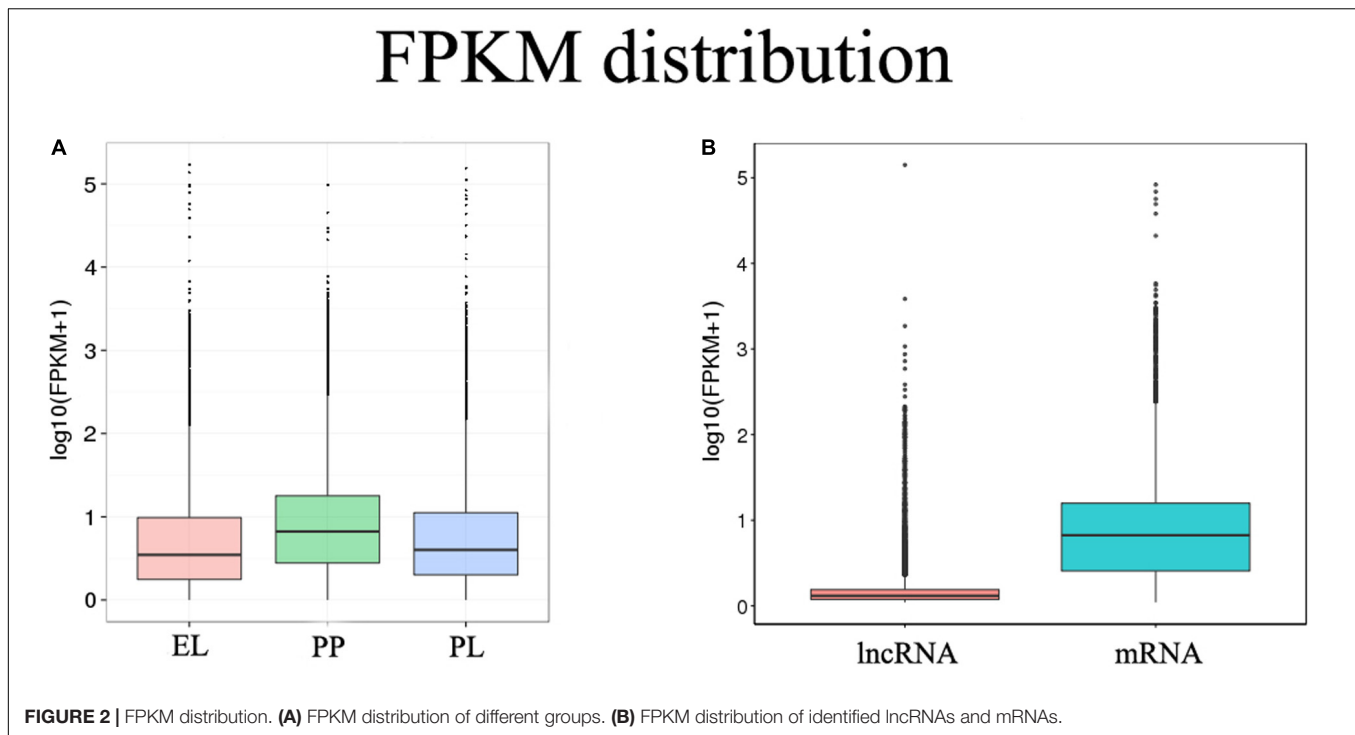 FPKM distribution
A
log10(FPKM+1)
5
4
3
2
1
0
EL PP PL
B
log10(FPKM+1)
5
4
3
2
1
0
lncRNA mRNA
FIGURE 2 | FPKM distribution. (A) FPKM distribution of different groups. (B) FPKM distribution of identified lncRNAs and mRNAs.